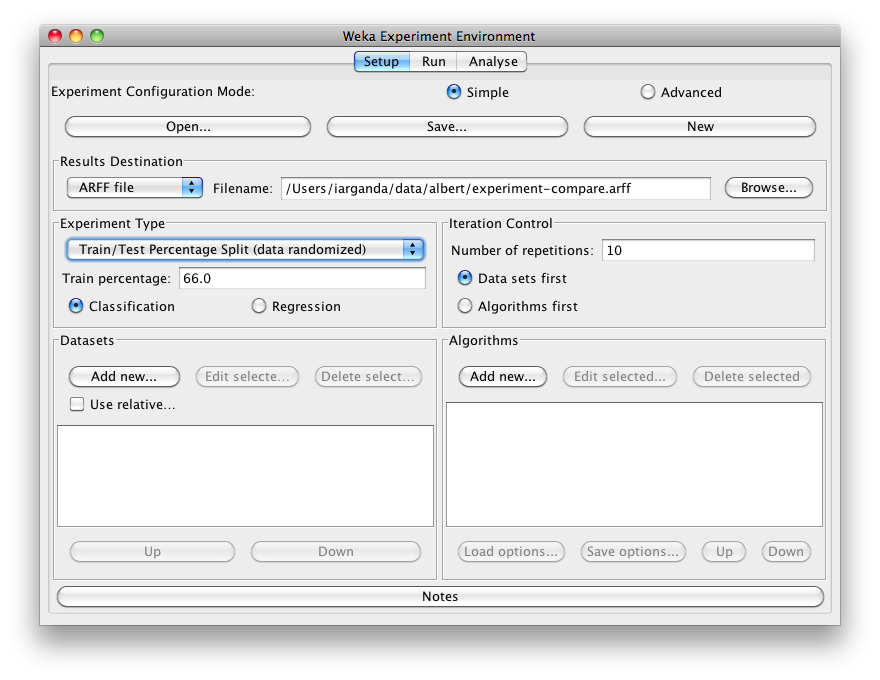 Weka Experiment Environment
Setup Run Analyse
Experiment Configuration Mode: Simple Advanced
Open... Save... New
Results Destination
ARFF file Filename: /Users/iarganda/data/albert/experiment-compare.arff Browse...
Experiment Type
Train/Test Percentage Split (data randomized)
Train percentage: 66.0
Classification Regression
Iteration Control
Number of repetitions: 10
Data sets first
Algorithms first
Datasets
Add new... Edit selecte... Delete select...
Use relative...
Up Down
Algorithms
Add new... Edit selected... Delete selected
Load options... Save options... Up Down
Notes